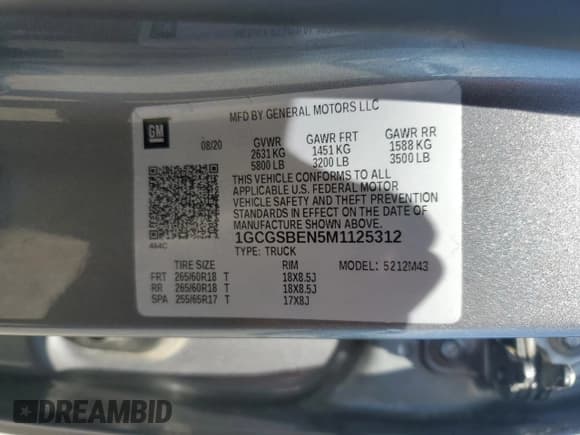 MFD BY GENERAL MOTORS LLC
GM
08/20 GVWR GAWR FRT GAWR RR
2631 KG 1451 KG 1588 KG
5800 LB 3200 LB 3500 LB
THIS VEHICLE CONFORMS TO ALL
APPLICABLE U.S. FEDERAL MOTOR
VEHICLE SAFETY AND THEFT PREVENTION
STANDARDS IN EFFECT ON THE DATE OF
MANUFACTURE SHOWN ABOVE.
1GCGSBEN5M1125312
TYPE: TRUCK
TIRE SIZE RIM MODEL: 5212M43
FRT 265/60R18 T 18X8.5J
RR 265/60R18 T 18X8.5J
SPA 255/65R17 T 17X8J
DREAMBID